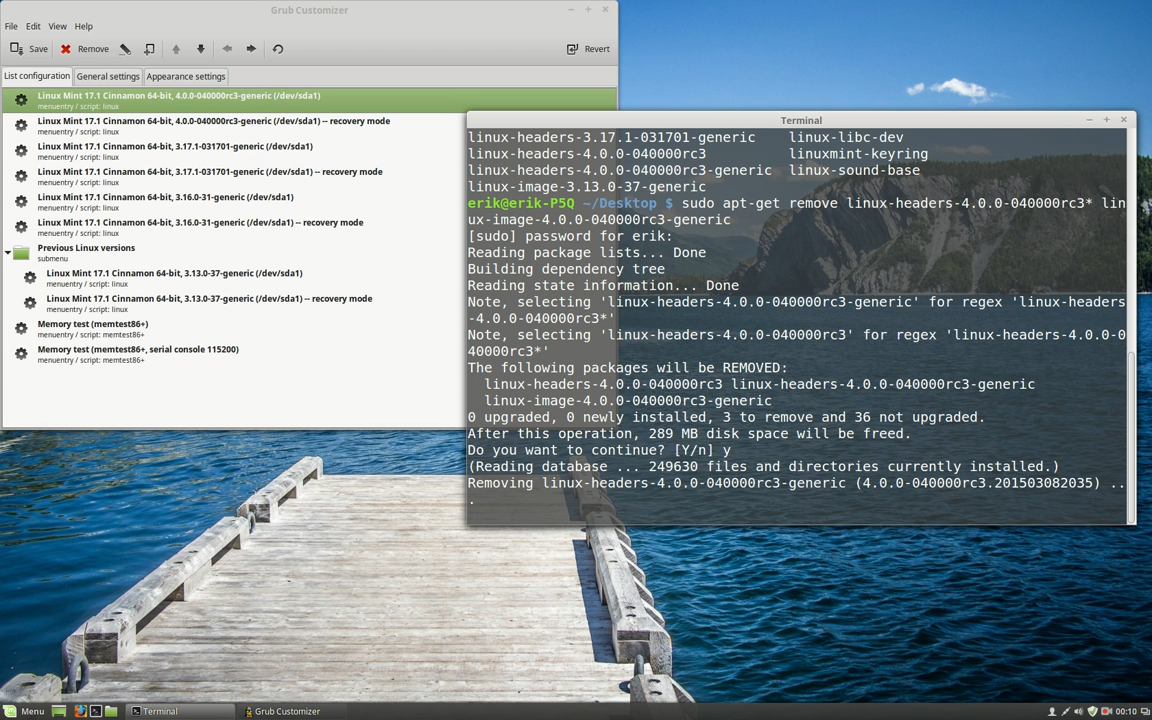 Grub Customizer
File Edit View Help
Save Remove Revert
List configuration General settings Appearance settings
Linux Mint 17.1 Cinnamon 64-bit, 4.0.0-040000rc3-generic (/dev/sda1)
menuentry / script: linux
Linux Mint 17.1 Cinnamon 64-bit, 4.0.0-040000rc3-generic (/dev/sda1) -- recovery mode
menuentry / script: linux
Linux Mint 17.1 Cinnamon 64-bit, 3.17.1-031701-generic (/dev/sda1)
menuentry / script: linux
Linux Mint 17.1 Cinnamon 64-bit, 3.17.1-031701-generic (/dev/sda1) -- recovery mode
menuentry / script: linux
Linux Mint 17.1 Cinnamon 64-bit, 3.16.0-31-generic (/dev/sda1)
menuentry / script: linux
Linux Mint 17.1 Cinnamon 64-bit, 3.16.0-31-generic (/dev/sda1) -- recovery mode
menuentry / script: linux
Previous Linux versions
submenu
Linux Mint 17.1 Cinnamon 64-bit, 3.13.0-37-generic (/dev/sda1)
menuentry / script: linux
Linux Mint 17.1 Cinnamon 64-bit, 3.13.0-37-generic (/dev/sda1) -- recovery mode
menuentry / script: linux
Memory test (memtest86+)
menuentry / script: memtest86+
Memory test (memtest86+, serial console 115200)
menuentry / script: memtest86+
Terminal
linux-headers-3.17.1-031701-generic linux-libc-dev
linux-headers-4.0.0-040000rc3 linuxmint-keyring
linux-headers-4.0.0-040000rc3-generic linux-sound-base
linux-image-3.13.0-37-generic
erik@erik-P5Q ~/Desktop $ sudo apt-get remove linux-headers-4.0.0-040000rc3* lin
ux-image-4.0.0-040000rc3-generic
[sudo] password for erik:
Reading package lists... Done
Building dependency tree
Reading state information... Done
Note, selecting 'linux-headers-4.0.0-040000rc3-generic' for regex 'linux-headers
-4.0.0-040000rc3*'
Note, selecting 'linux-headers-4.0.0-040000rc3' for regex 'linux-headers-4.0.0-0
40000rc3*'
The following packages will be REMOVED:
linux-headers-4.0.0-040000rc3 linux-headers-4.0.0-040000rc3-generic
linux-image-4.0.0-040000rc3-generic
0 upgraded, 0 newly installed, 3 to remove and 36 not upgraded.
After this operation, 289 MB disk space will be freed.
Do you want to continue? [Y/n] y
(Reading database ... 249630 files and directories currently installed.)
Removing linux-headers-4.0.0-040000rc3-generic (4.0.0-040000rc3.201503082035) ..
.
Menu Terminal Grub Customizer 00:10